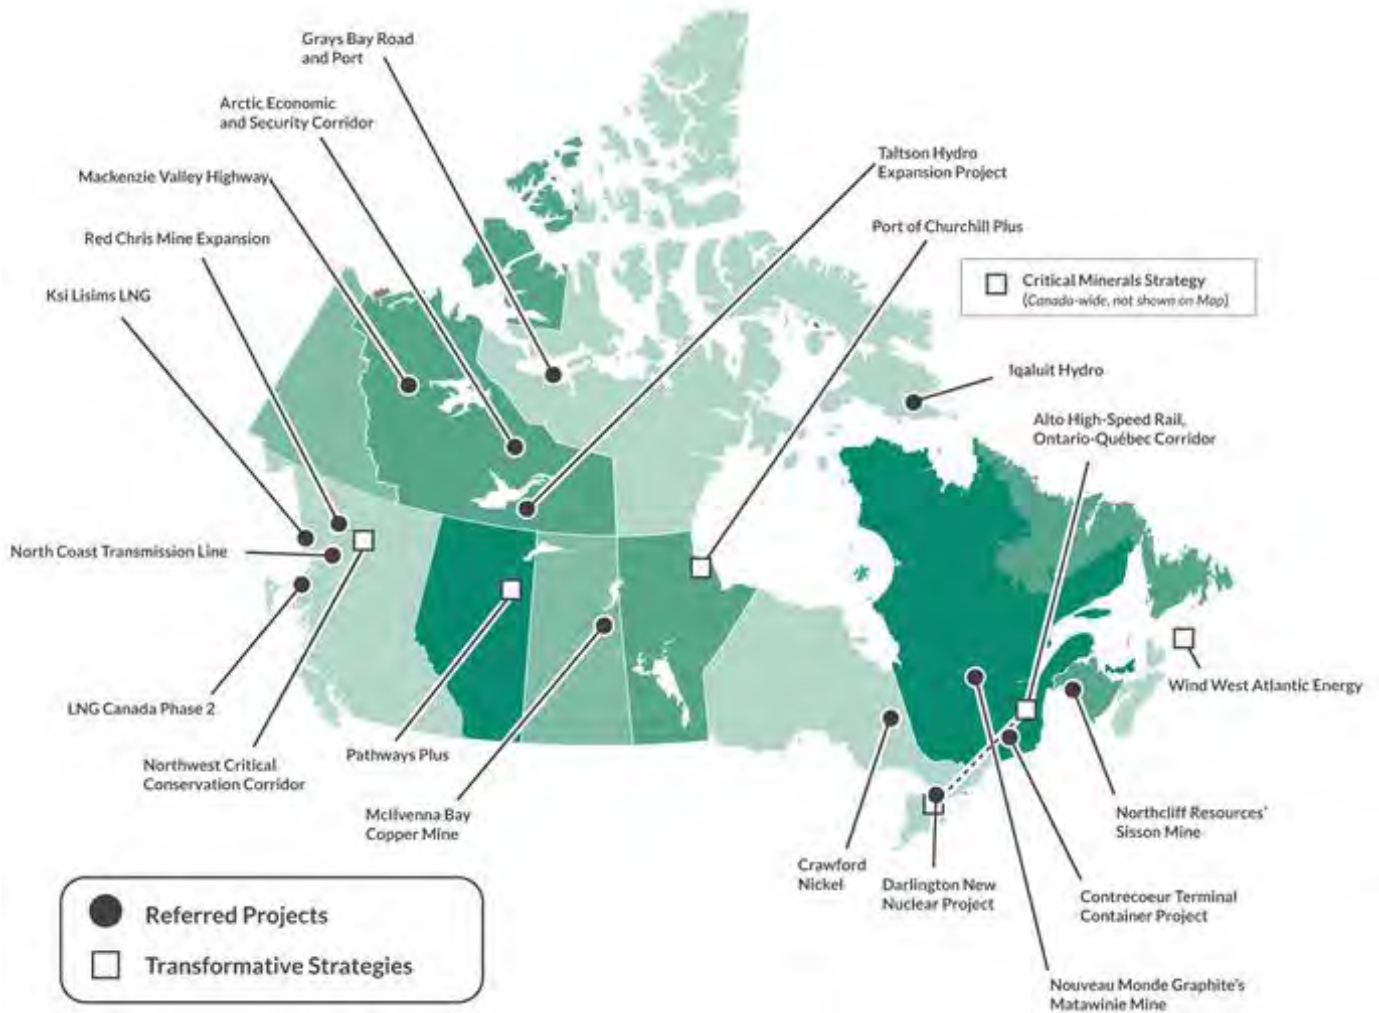 Grays Bay Road
and Port
Arctic Economic
and Security Corridor
Mackenzie Valley Highway
Red Chris Mine Expansion
Ksi Lisims LNG
Taltson Hydro
Expansion Project
Port of Churchill Plus
Critical Minerals Strategy
(Canada-wide, not shown on Map)
Iqaluit Hydro
Alto High-Speed Rail,
Ontario-Québec Corridor
North Coast Transmission Line
LNG Canada Phase 2
Northwest Critical
Conservation Corridor
Pathways Plus
McIlvenna Bay
Copper Mine
Wind West Atlantic Energy
Northcliff Resources'
Sisson Mine
Crawford
Nickel
Darlington New
Nuclear Project
Contrecoeur Terminal
Container Project
Nouveau Monde Graphite's
Matawinie Mine
Referred Projects
Transformative Strategies